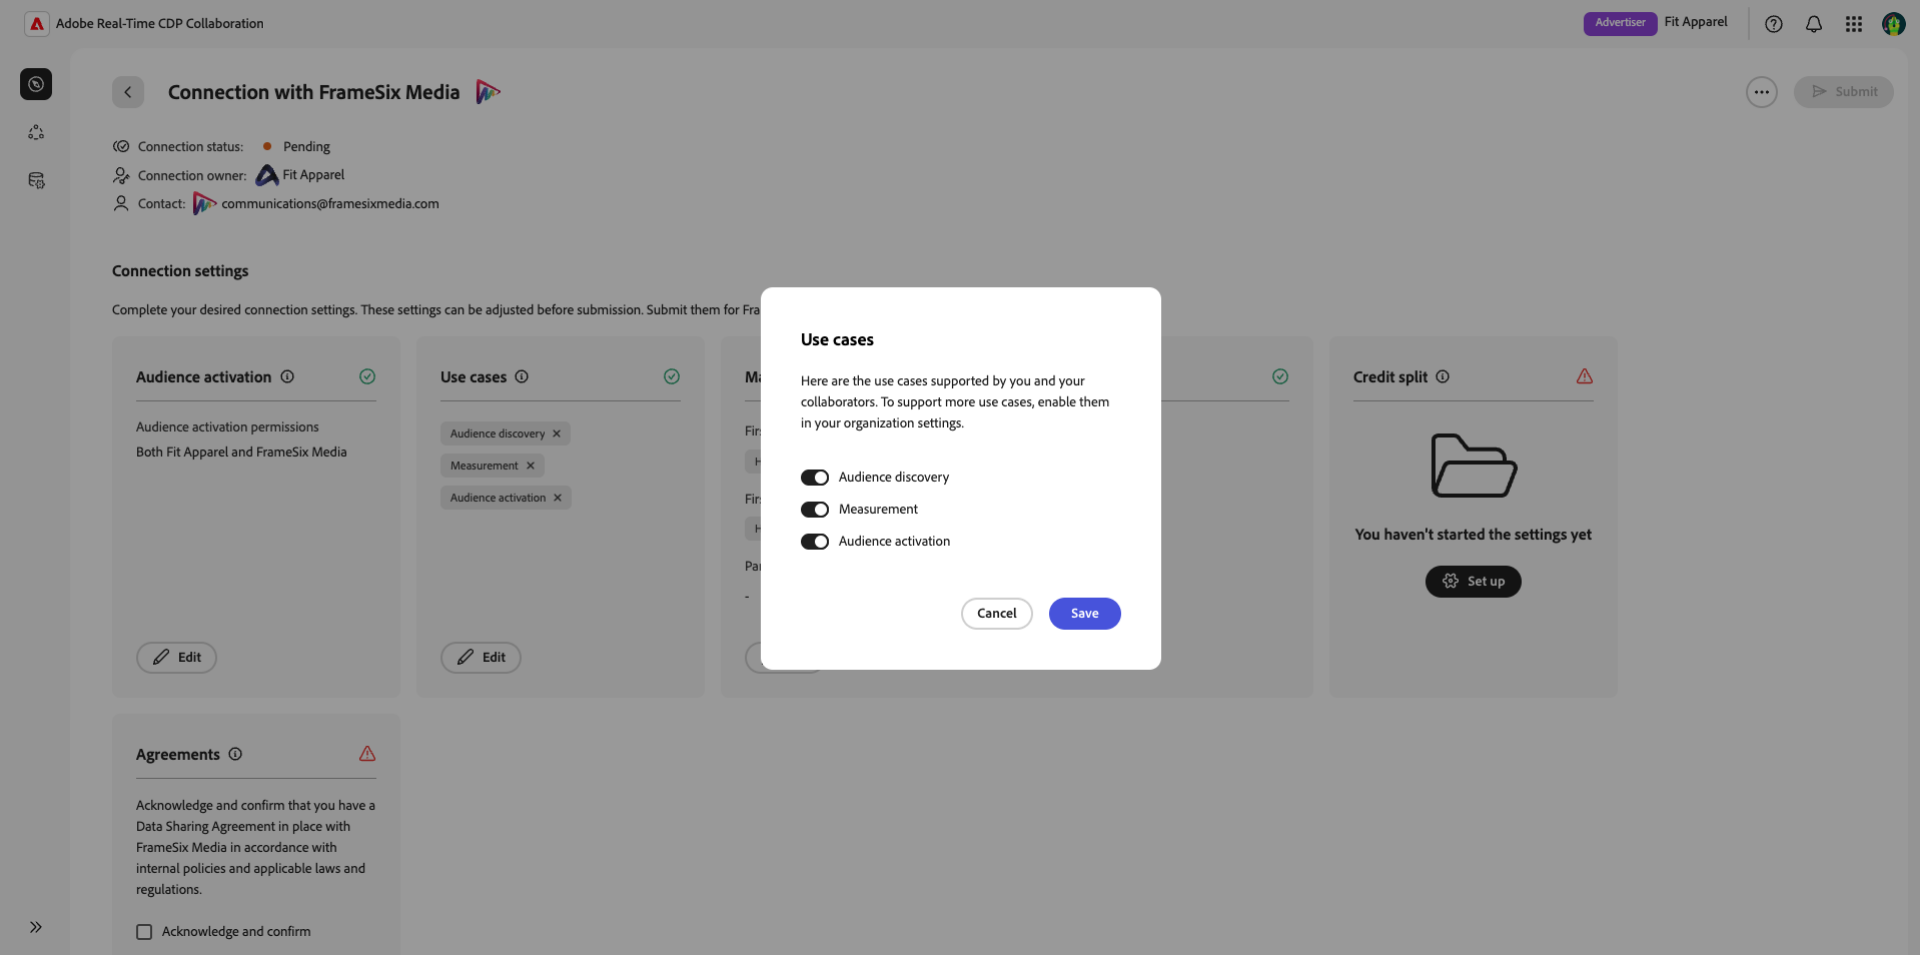 Adobe Real-Time CDP Collaboration
Advertiser
Fit Apparel
Connection with FrameSix Media
Submit
Connection status: Pending
Connection owner: Fit Apparel
Contact: communications@framesixmedia.com
Connection settings
Complete your desired connection settings. These settings can be adjusted before submission. Submit them for Fra
Audience activation
Audience activation permissions
Both Fit Apparel and FrameSix Media
Edit
Use cases
Audience discovery
Measurement
Audience activation
Edit
Ma
Firs
H
Firs
H
Par
-
Use cases
Here are the use cases supported by you and your
collaborators. To support more use cases, enable them
in your organization settings.
Audience discovery
Measurement
Audience activation
Cancel
Save
Credit split
You haven't started the settings yet
Set up
Agreements
Acknowledge and confirm that you have a
Data Sharing Agreement in place with
FrameSix Media in accordance with
internal policies and applicable laws and
regulations.
Acknowledge and confirm